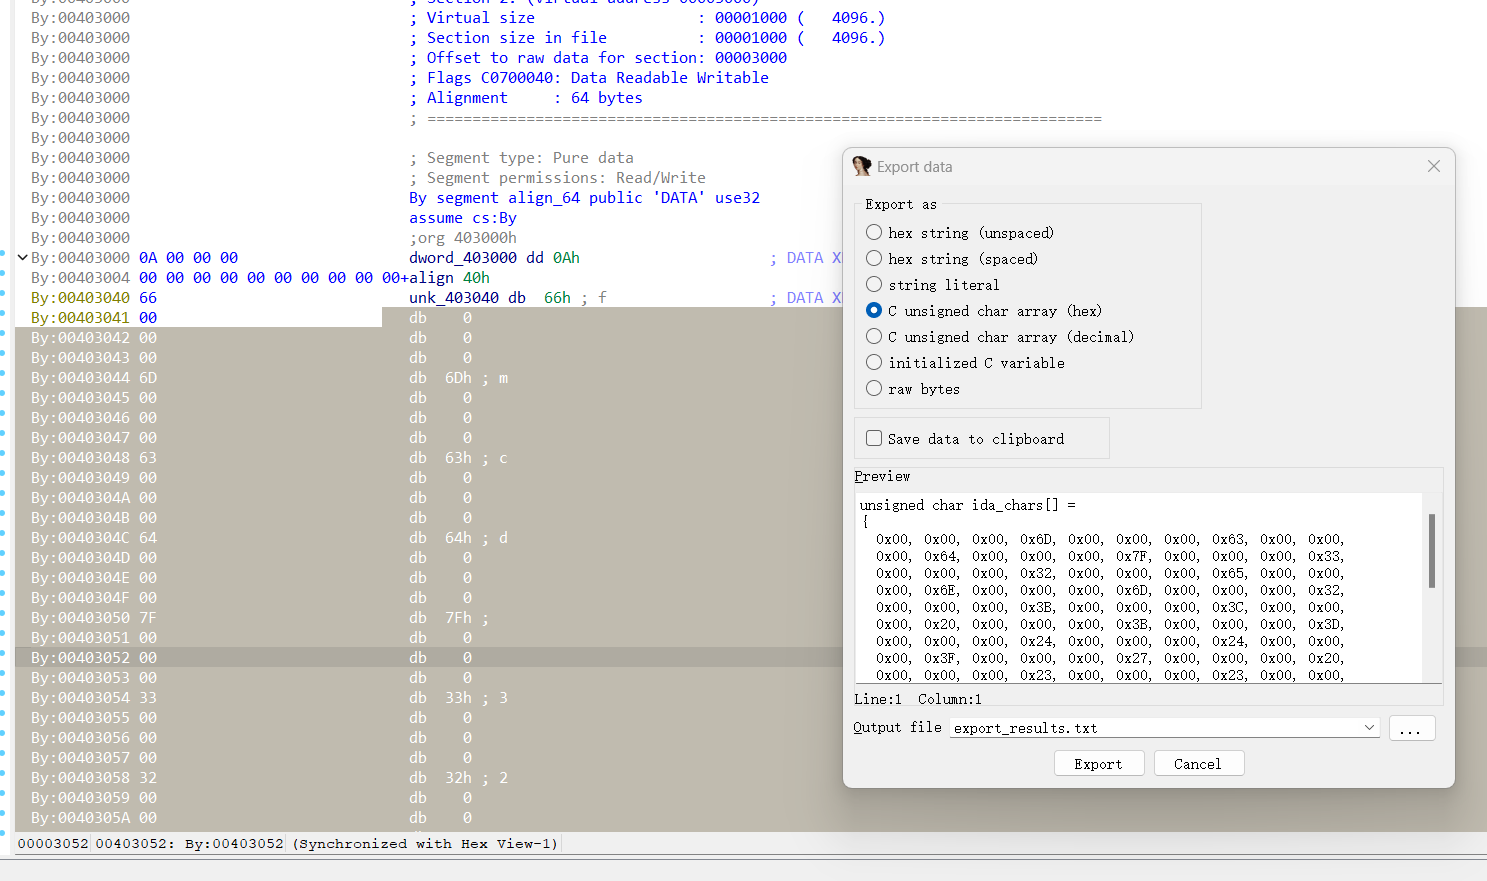 By:00403000 ; Section 2. (virtual address 00003000)
By:00403000 ; Virtual size : 00001000 ( 4096.)
By:00403000 ; Section size in file : 00001000 ( 4096.)
By:00403000 ; Offset to raw data for section: 00003000
By:00403000 ; Flags C0700040: Data Readable Writable
By:00403000 ; Alignment : 64 bytes
By:00403000 ; ===========================================================================
By:00403000
By:00403000 ; Segment type: Pure data
By:00403000 ; Segment permissions: Read/Write
By:00403000 By segment align_64 public 'DATA' use32
By:00403000 assume cs:By
By:00403000 ;org 403000h
By:00403000 0A 00 00 00 dword_403000 dd 0Ah ; DATA
By:00403004 00 00 00 00 00 00 00 00 00 00+align 40h
By:00403040 66 unk_403040 db 66h ; f ; DATA
By:00403041 00 db 0
By:00403042 00 db 0
By:00403043 00 db 0
By:00403044 6D db 6Dh ; m
By:00403045 00 db 0
By:00403046 00 db 0
By:00403047 00 db 0
By:00403048 63 db 63h ; c
By:00403049 00 db 0
By:0040304A 00 db 0
By:0040304B 00 db 0
By:0040304C 64 db 64h ; d
By:0040304D 00 db 0
By:0040304E 00 db 0
By:0040304F 00 db 0
By:00403050 7F db 7Fh ;
By:00403051 00 db 0
By:00403052 00 db 0
By:00403053 00 db 0
By:00403054 33 db 33h ; 3
By:00403055 00 db 0
By:00403056 00 db 0
By:00403057 00 db 0
By:00403058 32 db 32h ; 2
By:00403059 00 db 0
By:0040305A 00 db 0
00003052 00403052: By:00403052 (Synchronized with Hex View-1)
Export data
Export as
hex string (unspaced)
hex string (spaced)
string literal
C unsigned char array (hex)
C unsigned char array (decimal)
initialized C variable
raw bytes
Save data to clipboard
Preview
unsigned char ida_chars[] =
{
0x00, 0x00, 0x00, 0x6D, 0x00, 0x00, 0x00, 0x63, 0x00, 0x00,
0x00, 0x64, 0x00, 0x00, 0x00, 0x7F, 0x00, 0x00, 0x00, 0x33,
0x00, 0x00, 0x00, 0x32, 0x00, 0x00, 0x00, 0x65, 0x00, 0x00,
0x00, 0x6E, 0x00, 0x00, 0x00, 0x6D, 0x00, 0x00, 0x00, 0x32,
0x00, 0x00, 0x00, 0x3B, 0x00, 0x00, 0x00, 0x3C, 0x00, 0x00,
0x00, 0x20, 0x00, 0x00, 0x00, 0x3B, 0x00, 0x00, 0x00, 0x3D,
0x00, 0x00, 0x00, 0x24, 0x00, 0x00, 0x00, 0x24, 0x00, 0x00,
0x00, 0x3F, 0x00, 0x00, 0x00, 0x27, 0x00, 0x00, 0x00, 0x20,
0x00, 0x00, 0x00, 0x23, 0x00, 0x00, 0x00, 0x23, 0x00, 0x00,
Line:1 Column:1
Output file export_results.txt
...
Export
Cancel